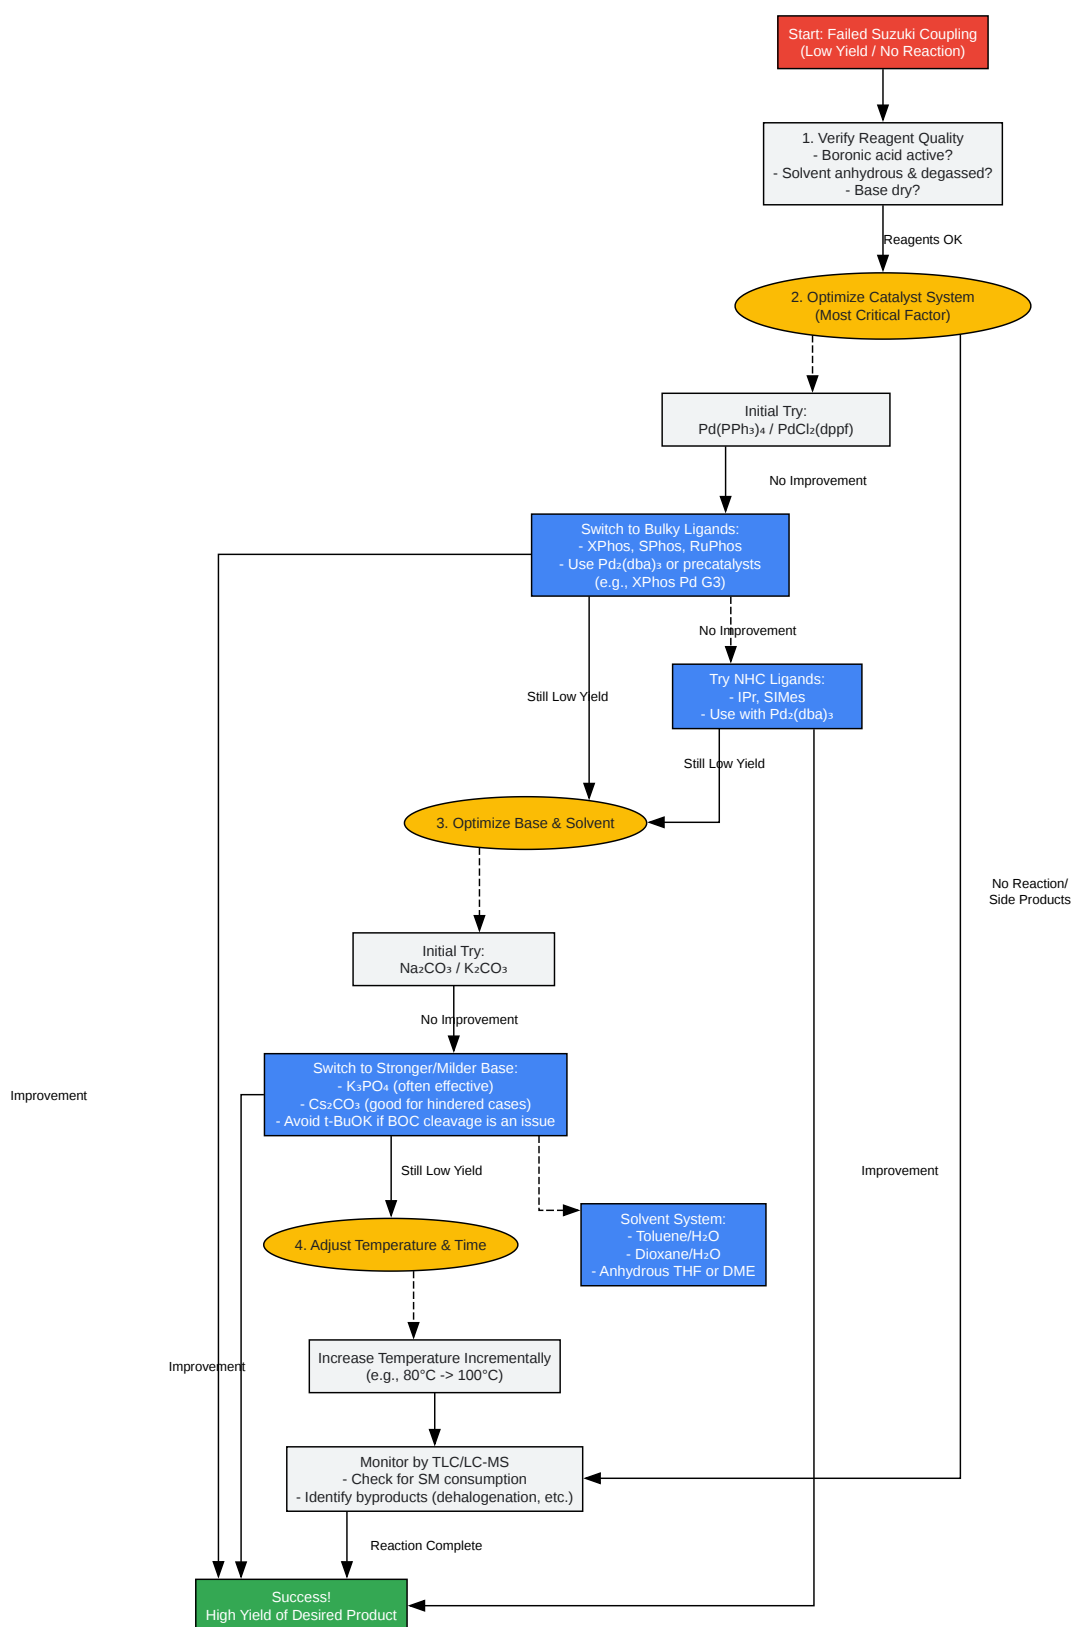 Start: Failed Suzuki Coupling
(Low Yield / No Reaction)
1. Verify Reagent Quality
- Boronic acid active?
- Solvent anhydrous & degassed?
- Base dry?
Reagents OK
2. Optimize Catalyst System
(Most Critical Factor)
Initial Try:
Pd(PPh₃)₄ / PdCl₂(dppf)
No Improvement
Switch to Bulky Ligands:
- XPhos, SPhos, RuPhos
- Use Pd₂(dba)₃ or precatalysts
(e.g., XPhos Pd G3)
No Improvement
Still Low Yield
Try NHC Ligands:
- IPr, SIMes
- Use with Pd₂(dba)₃
Still Low Yield
3. Optimize Base & Solvent
No Reaction/
Side Products
Initial Try:
Na₂CO₃ / K₂CO₃
No Improvement
Switch to Stronger/Milder Base:
- K₃PO₄ (often effective)
- Cs₂CO₃ (good for hindered cases)
- Avoid t-BuOK if BOC cleavage is an issue
Improvement
Still Low Yield
Improvement
Solvent System:
- Toluene/H₂O
- Dioxane/H₂O
- Anhydrous THF or DME
4. Adjust Temperature & Time
Increase Temperature Incrementally
(e.g., 80°C -> 100°C)
Improvement
Monitor by TLC/LC-MS
- Check for SM consumption
- Identify byproducts (dehalogenation, etc.)
Reaction Complete
Success!
High Yield of Desired Product